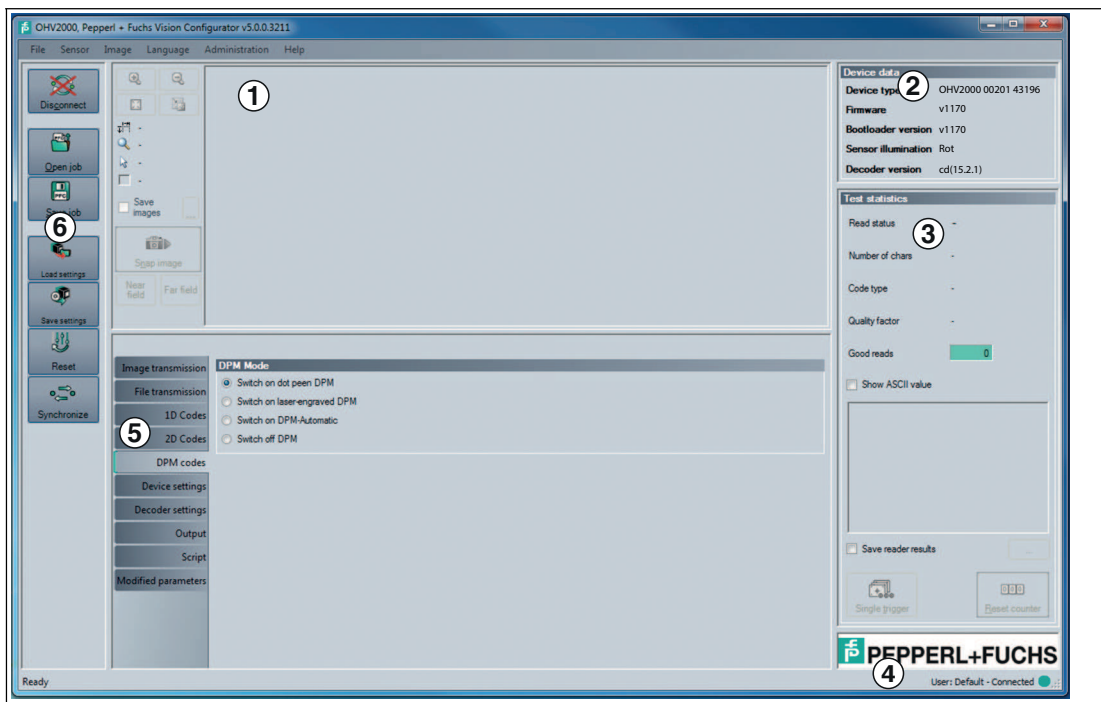 OHV2000, Pepperl + Fuchs Vision Configurator v5.0.0.3211
File Sensor Image Language Administration Help
Disconnect
Open job
Save job
6
Load settings
Save settings
Reset
Synchronize
-
-
-
-
Save images
...
Snap image
Near field
Far field
1
Image transmission
File transmission
1D Codes
5
2D Codes
DPM codes
Device settings
Decoder settings
Output
Script
Modified parameters
DPM Mode
Switch on dot peen DPM
Switch on laser-engraved DPM
Switch on DPM-Automatic
Switch off DPM
Device data
2
Device type OHV2000 00201 43196
Firmware v1170
Bootloader version v1170
Sensor illumination Rot
Decoder version cd(15.2.1)
Test statistics
3
Read status -
Number of chars -
Code type -
Quality factor -
Good reads 0
Show ASCII value
Save reader results
...
Single trigger
Reset counter
PEPPERL+FUCHS
4
Ready
User: Default - Connected